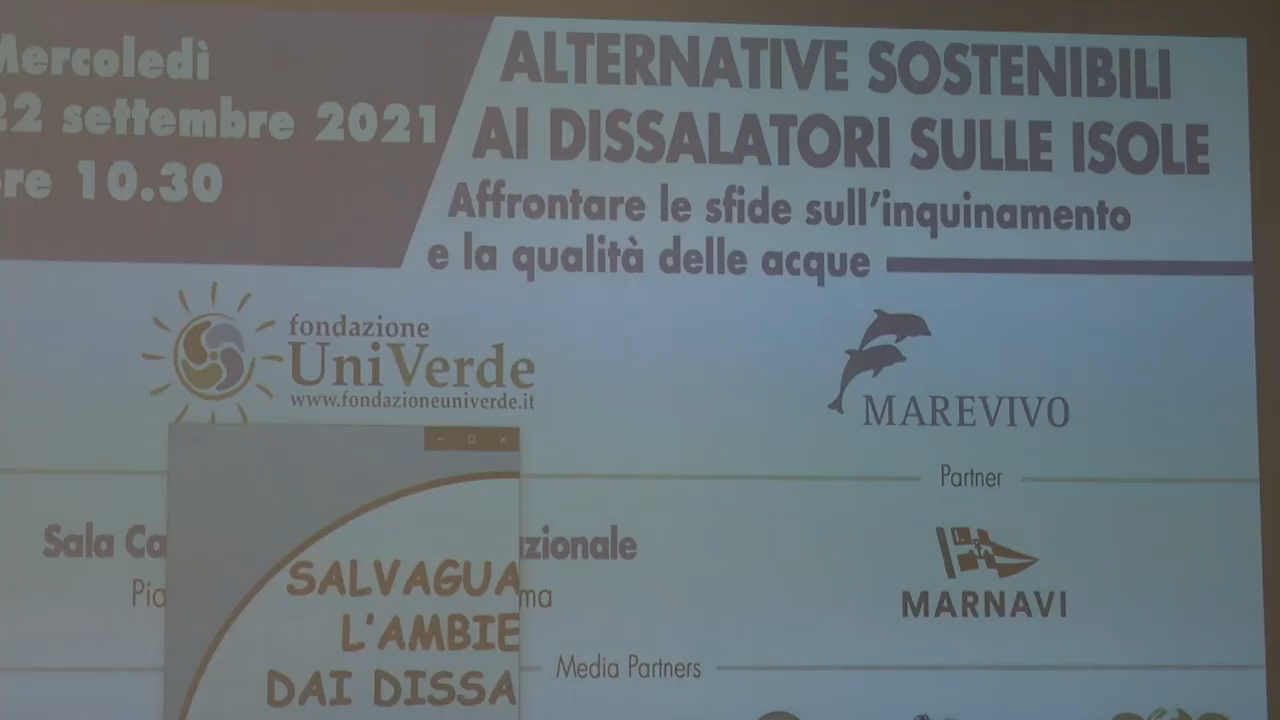 Mercoledì
22 settembre 2021
ore 10.30
ALTERNATIVE SOSTENIBILI
AI DISSALATORI SULLE ISOLE
Affrontare le sfide sull'inquinamento
e la qualità delle acque
fondazione
UniVerde
www.fondazioneuniverde.it
MAREVIVO
Partner
Sala Ca
zionale
Pia
ma
MARNAVI
SALVAGUA
L'AMBIE
DAI DISSA
Media Partners